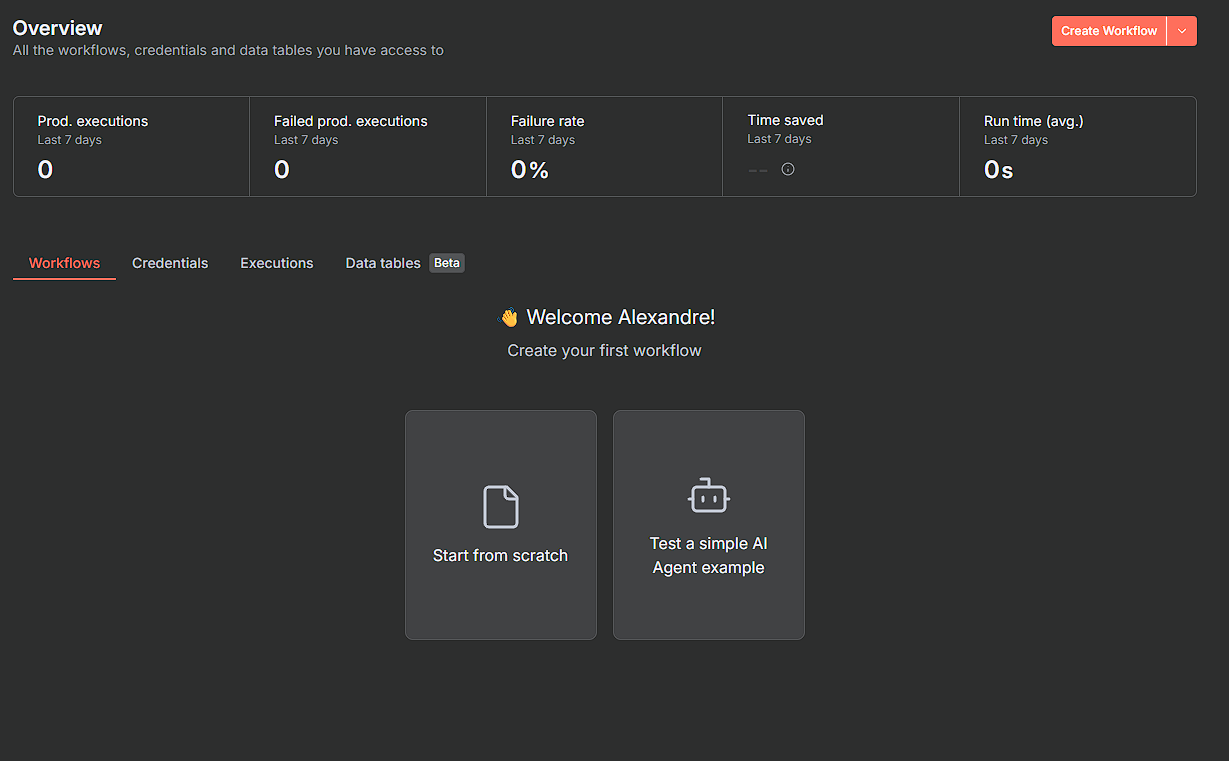 Overview
All the workflows, credentials and data tables you have access to
Create Workflow
Prod. executions
Last 7 days
0
Failed prod. executions
Last 7 days
0
Failure rate
Last 7 days
0%
Time saved
Last 7 days
--
Run time (avg.)
Last 7 days
0s
Workflows
Credentials
Executions
Data tables
Beta
👋 Welcome Alexandre!
Create your first workflow
Start from scratch
Test a simple AI
Agent example